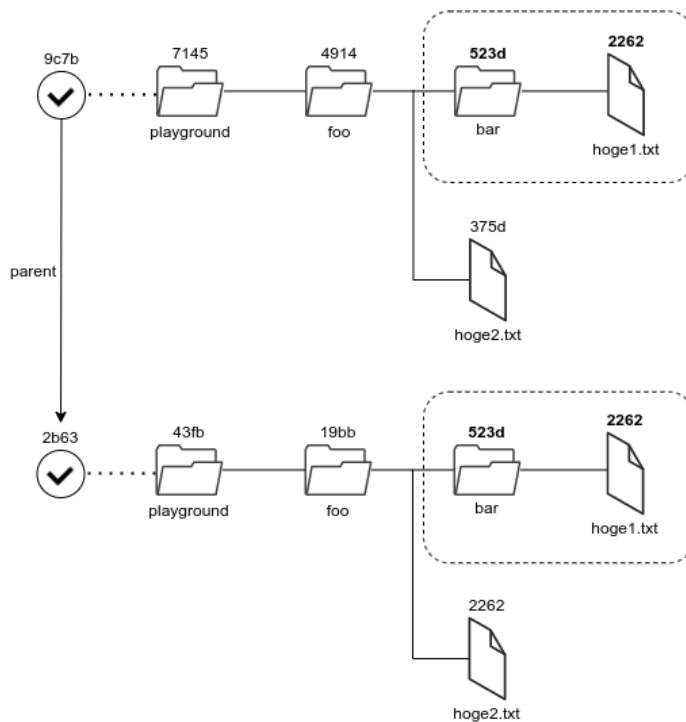 9c7b
7145
4914
523d
2262
playground
foo
bar
hoge1.txt
375d
hoge2.txt
parent
2b63
43fb
19bb
523d
2262
playground
foo
bar
hoge1.txt
2262
hoge2.txt